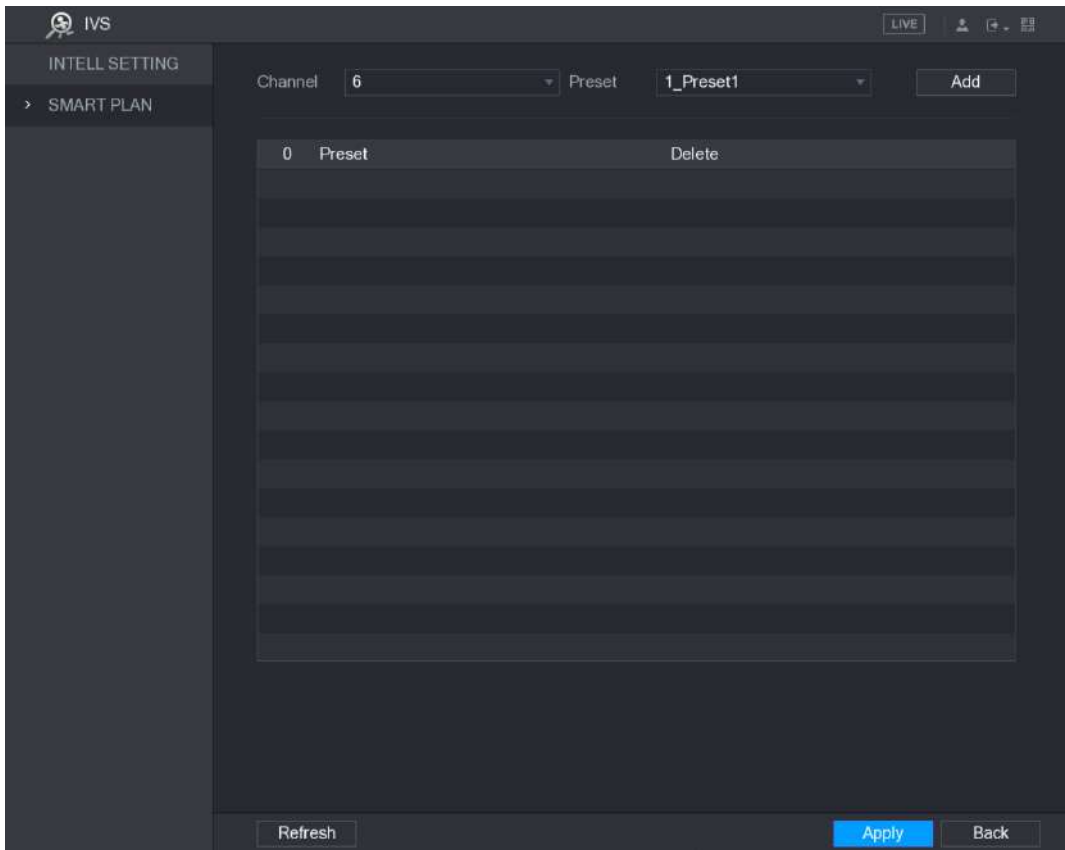 IVS LIVE
INTELL SETTING
Channel 6 Preset 1_Preset1 Add
> SMART PLAN
0 Preset Delete
Refresh Apply Back